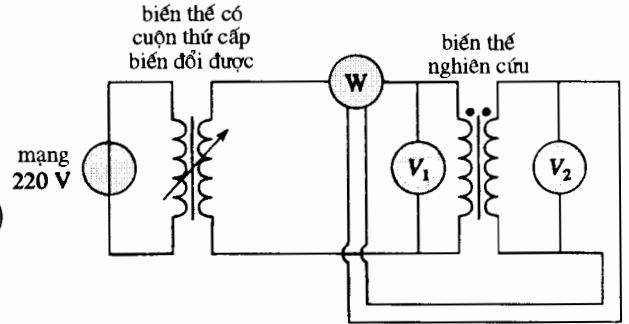 biến thế có
cuộn thứ cấp
biến đổi được
biến thế
nghiên cứu
W
mạng
220 V
V₁
V₂